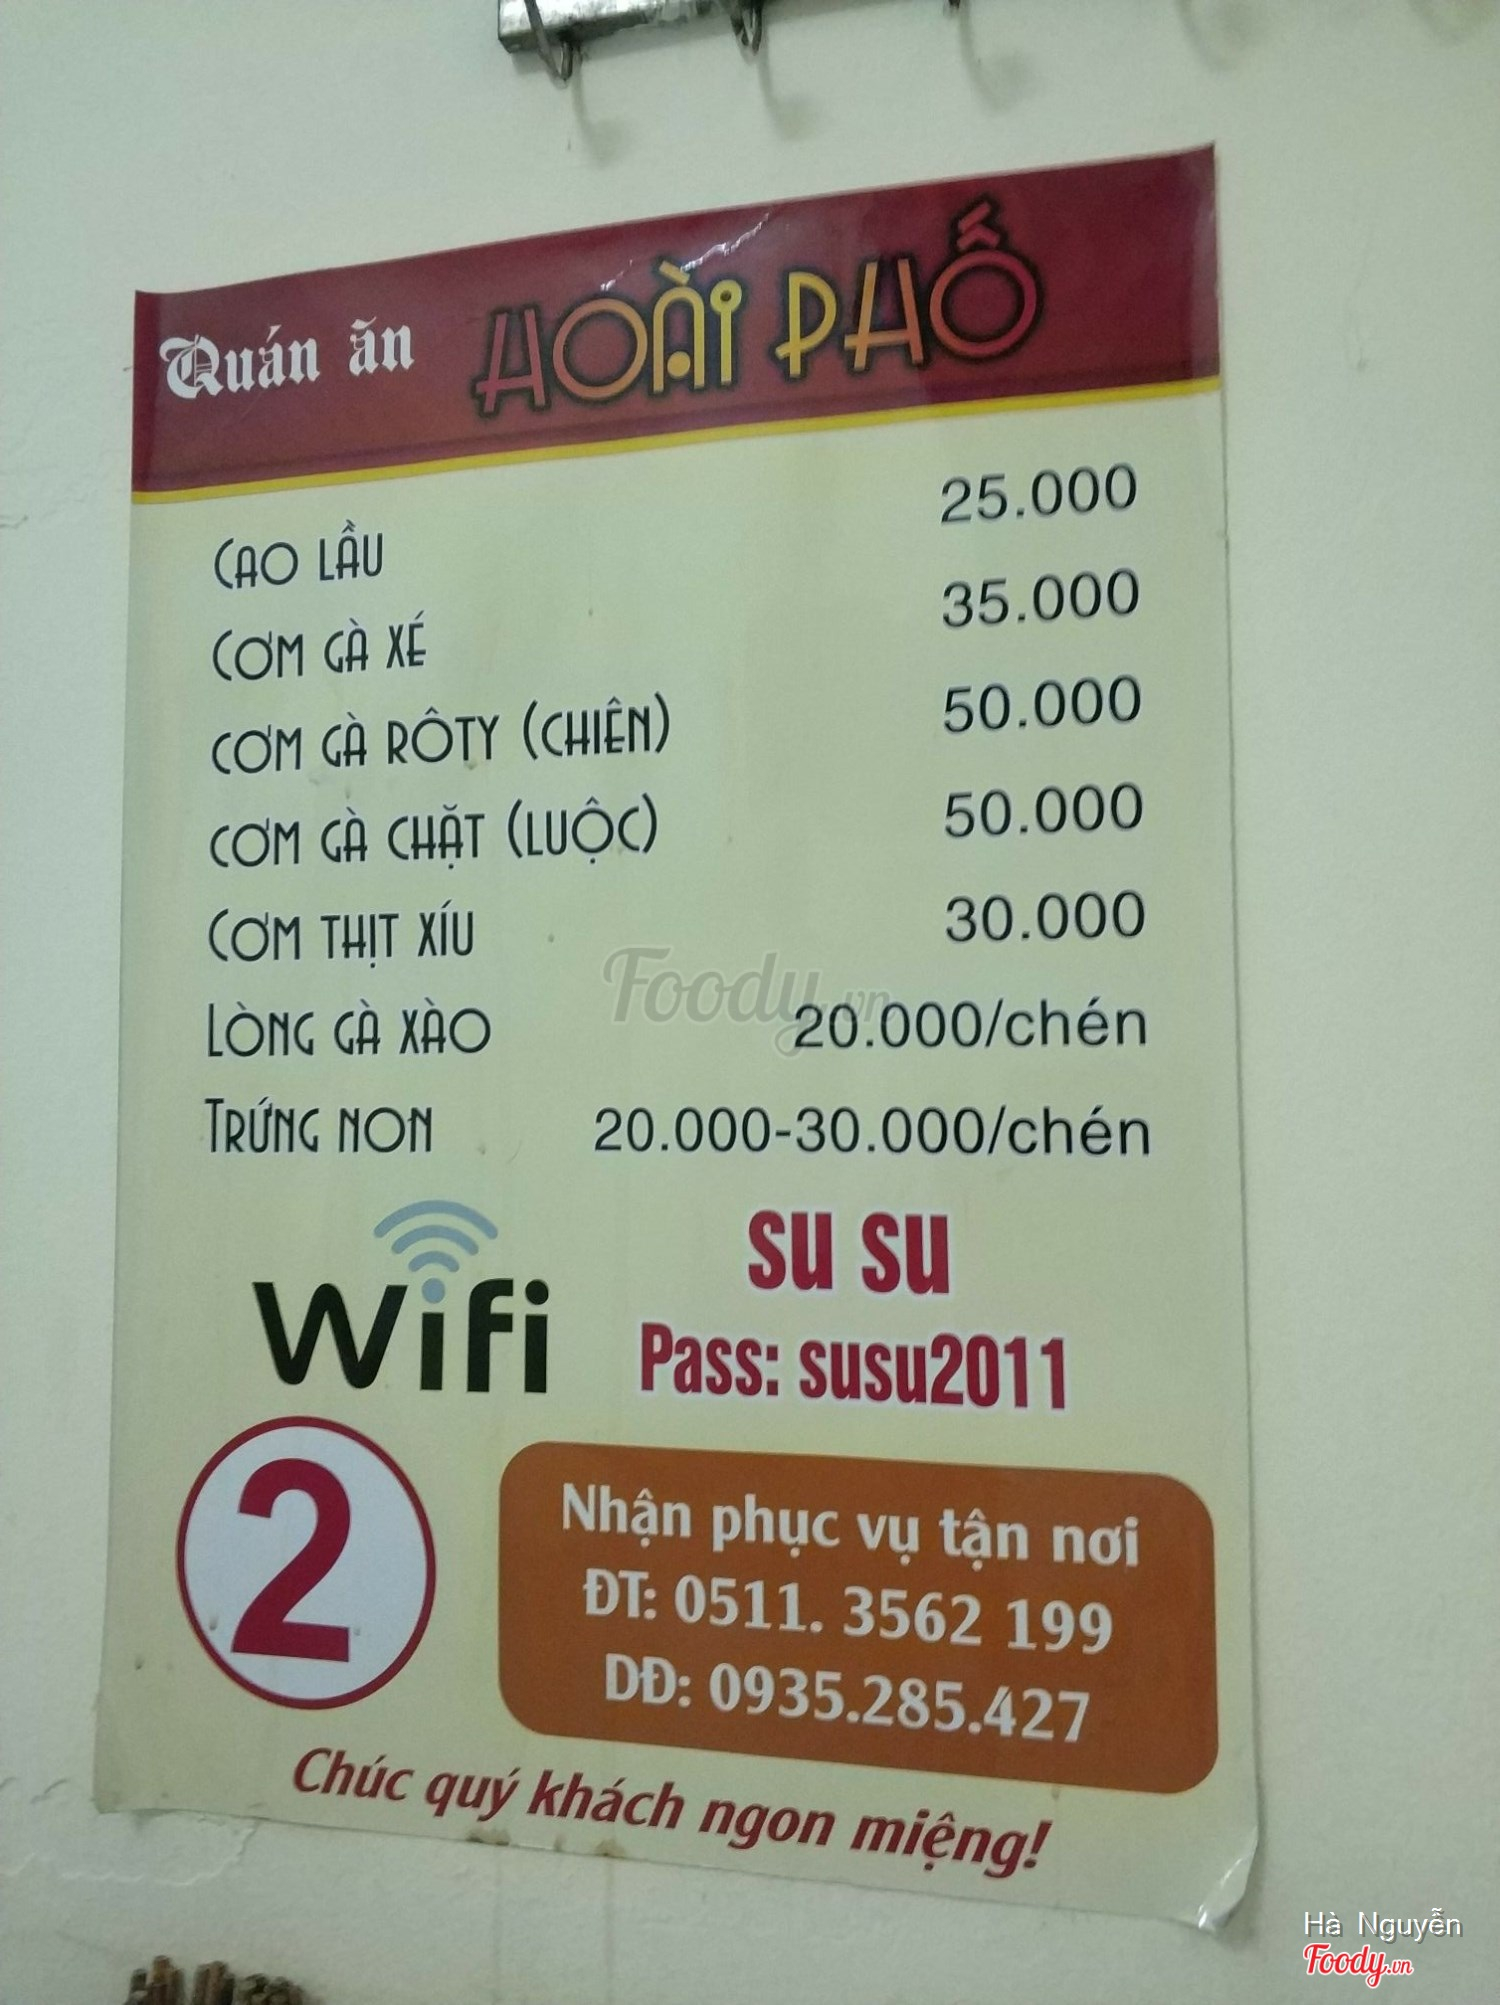 Quán ăn HOÀI PHỐ
CAO LẦU 25.000
CƠM GÀ XÉ 35.000
CƠM GÀ RÔTY (CHIÊN) 50.000
CƠM GÀ CHẶT (LUỘC) 50.000
CƠM THỊT XÍU 30.000
LÒNG GÀ XÀO 20.000/chén
TRỨNG NON 20.000-30.000/chén
Foody.vn
Wifi
su su
Pass: susu2011
2
Nhận phục vụ tận nơi
ĐT: 0511. 3562 199
DĐ: 0935.285.427
Chúc quý khách ngon miệng!
Hà Nguyễn
Foody.vn